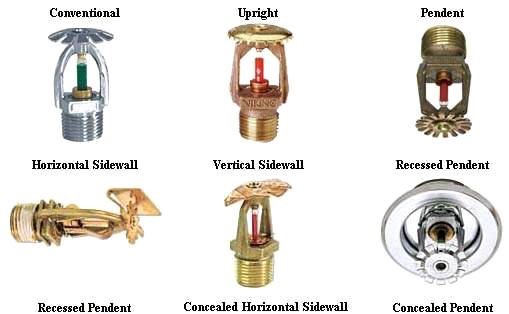 Conventional Upright Pendent
VIKING
Horizontal Sidewall Vertical Sidewall Recessed Pendent
Recessed Pendent Concealed Horizontal Sidewall Concealed Pendent